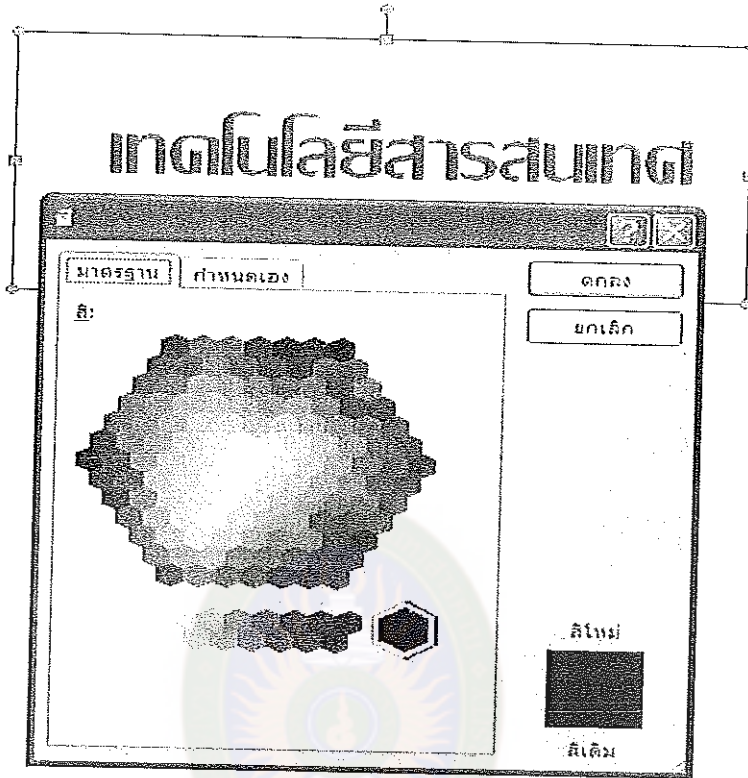 เทคโนโลยีสารสนเทศ
มาตรฐาน กำหนดเอง
ตกลง
สี:
ยกเลิก
สีใหม่
สีเดิม